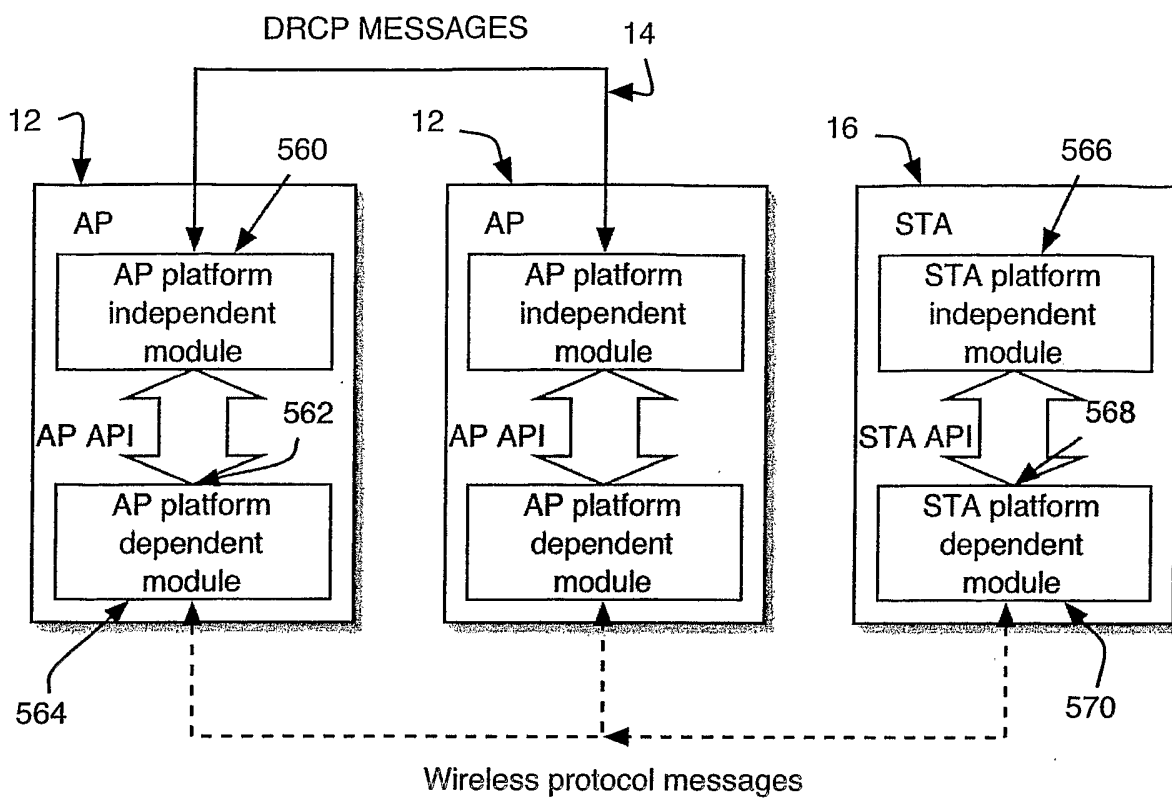 DRCP MESSAGES
14
12
12
16
560
566
AP
AP
STA
AP platform
independent
module
AP platform
independent
module
STA platform
independent
module
562
568
AP API
AP API
STA API
AP platform
dependent
module
AP platform
dependent
module
STA platform
dependent
module
564
570
Wireless protocol messages